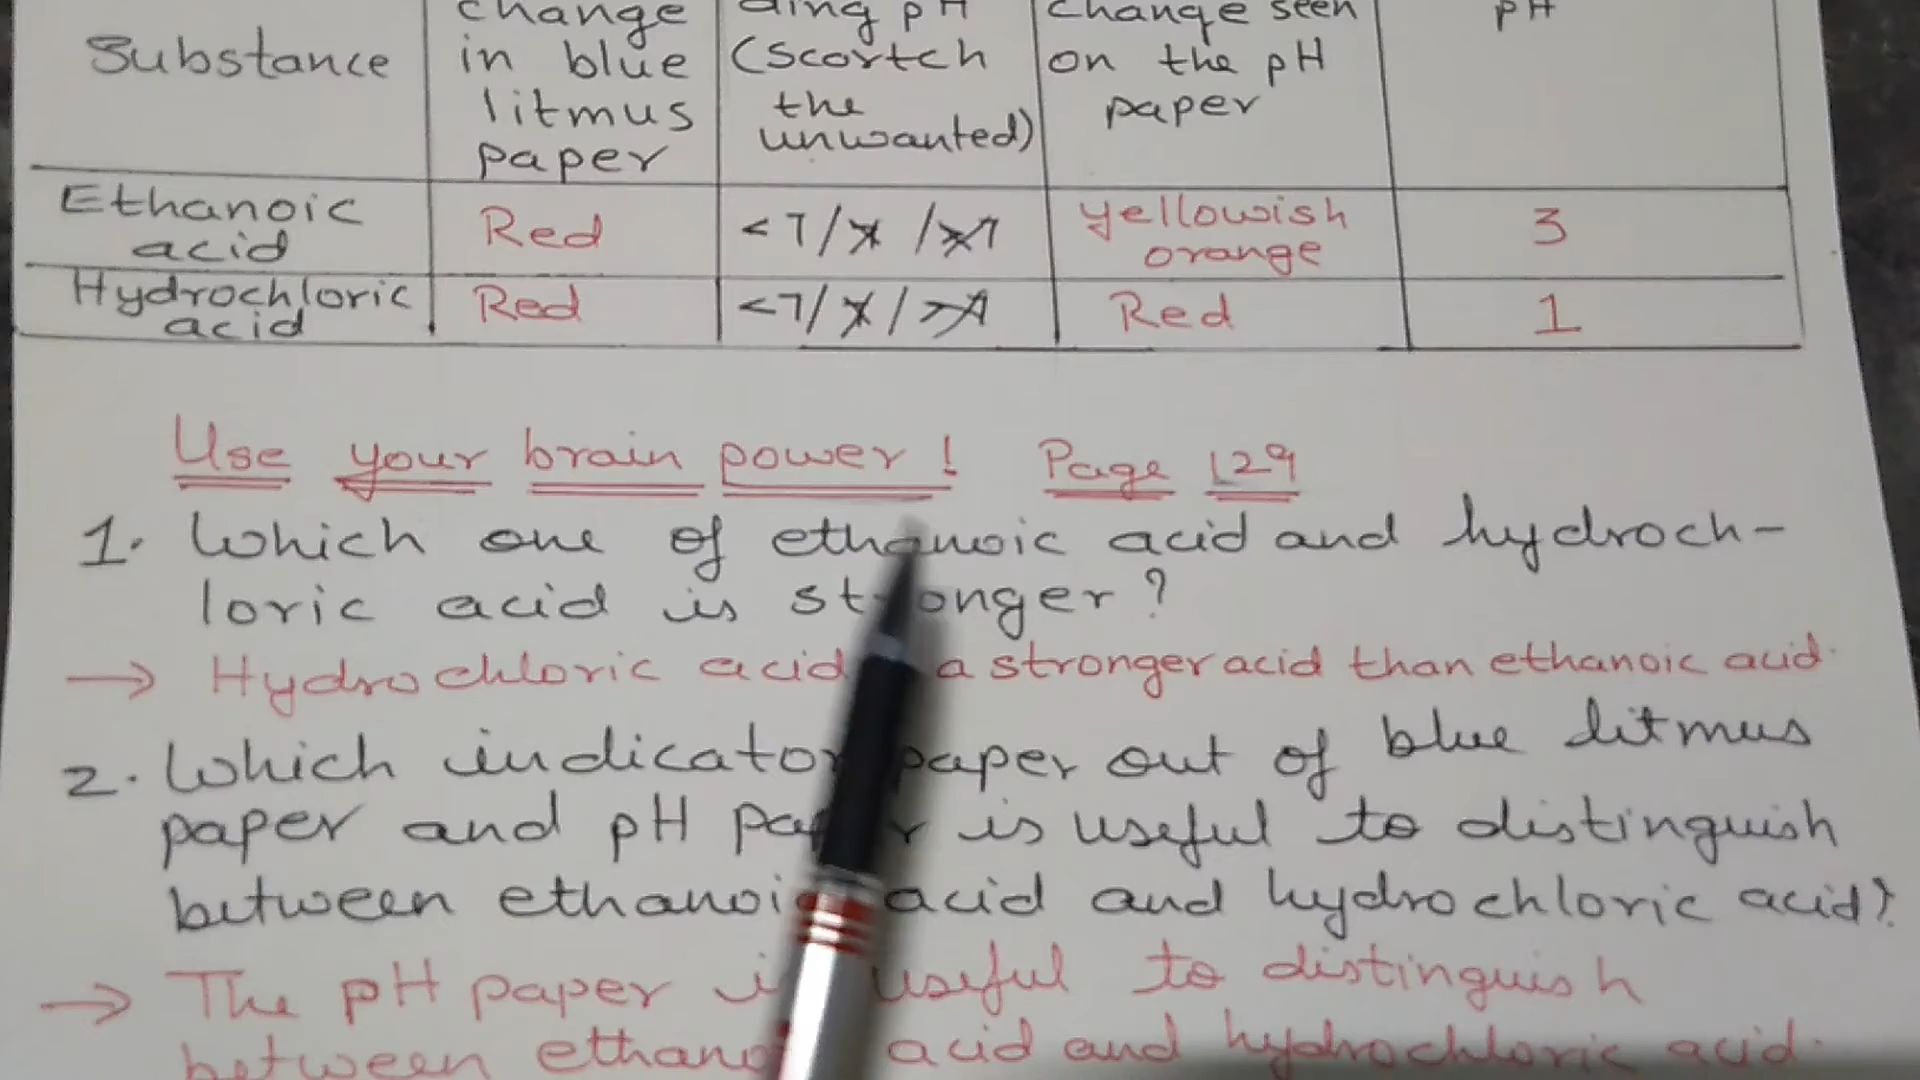 change ding pH change seen pH
Substance in blue (scortch on the pH
litmus the paper
paper unwanted)
Ethanoic acid Red <7/7/>7 yellowish orange 3
Hydrochloric acid Red <7/7/>7 Red 1
Use your brain power! Page 129
1. Which one of ethanoic acid and hydroch-
loric acid is stronger?
→ Hydrochloric acid a stronger acid than ethanoic acid.
2. Which indicator paper out of blue litmus
paper and pH paper is useful to distinguish
between ethanoic acid and hydrochloric acid?
→ The pH paper is useful to distinguish
between ethanoic acid and hydrochloric acid.